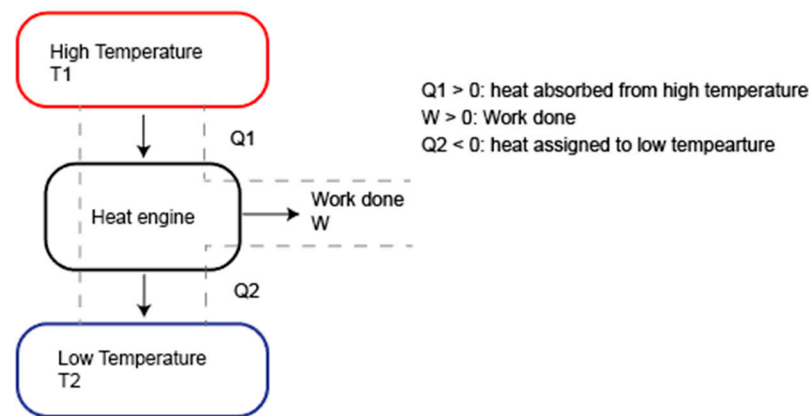 High Temperature
T1
Q1 > 0: heat absorbed from high temperature
W > 0: Work done
Q2 < 0: heat assigned to low tempearture
Q1
Heat engine
Work done
W
Q2
Low Temperature
T2